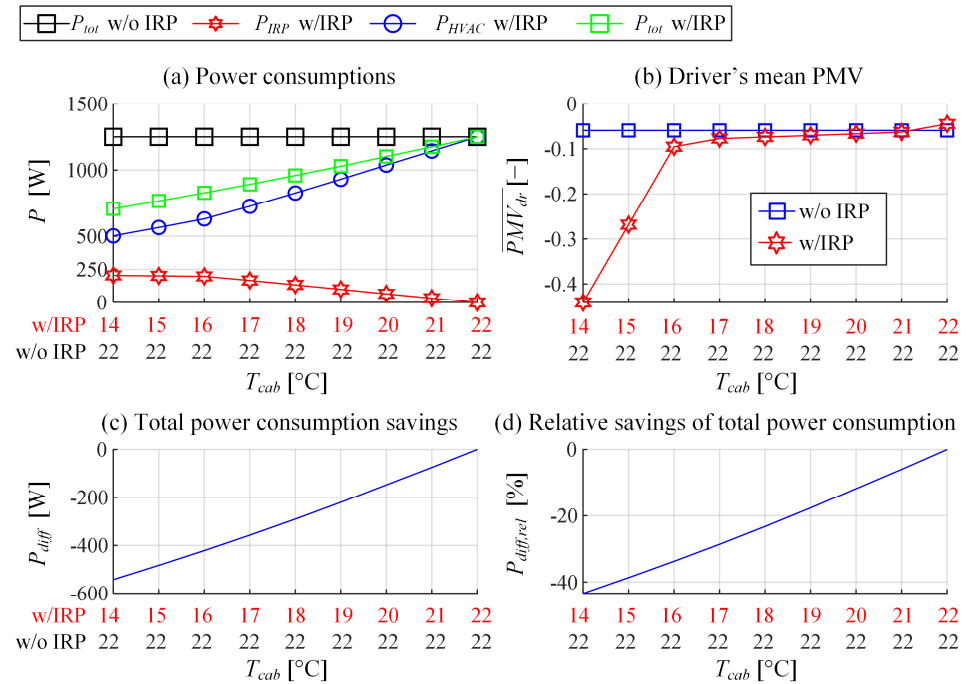 P_tot w/o IRP P_IRP w/IRP P_HVAC w/IRP P_tot w/IRP
(a) Power consumptions
P [W]
1500
1000
500
250
0
w/IRP 14 15 16 17 18 19 20 21 22
w/o IRP 22 22 22 22 22 22 22 22 22
T_cab [°C]
(b) Driver's mean PMV
PMV_dr [–]
0
-0.1
-0.2
-0.3
-0.4
w/o IRP
w/IRP
14 15 16 17 18 19 20 21 22
22 22 22 22 22 22 22 22 22
T_cab [°C]
(c) Total power consumption savings
P_diff [W]
0
-200
-400
-600
w/IRP 14 15 16 17 18 19 20 21 22
w/o IRP 22 22 22 22 22 22 22 22 22
T_cab [°C]
(d) Relative savings of total power consumption
P_diff,rel [%]
0
-20
-40
14 15 16 17 18 19 20 21 22
22 22 22 22 22 22 22 22 22
T_cab [°C]